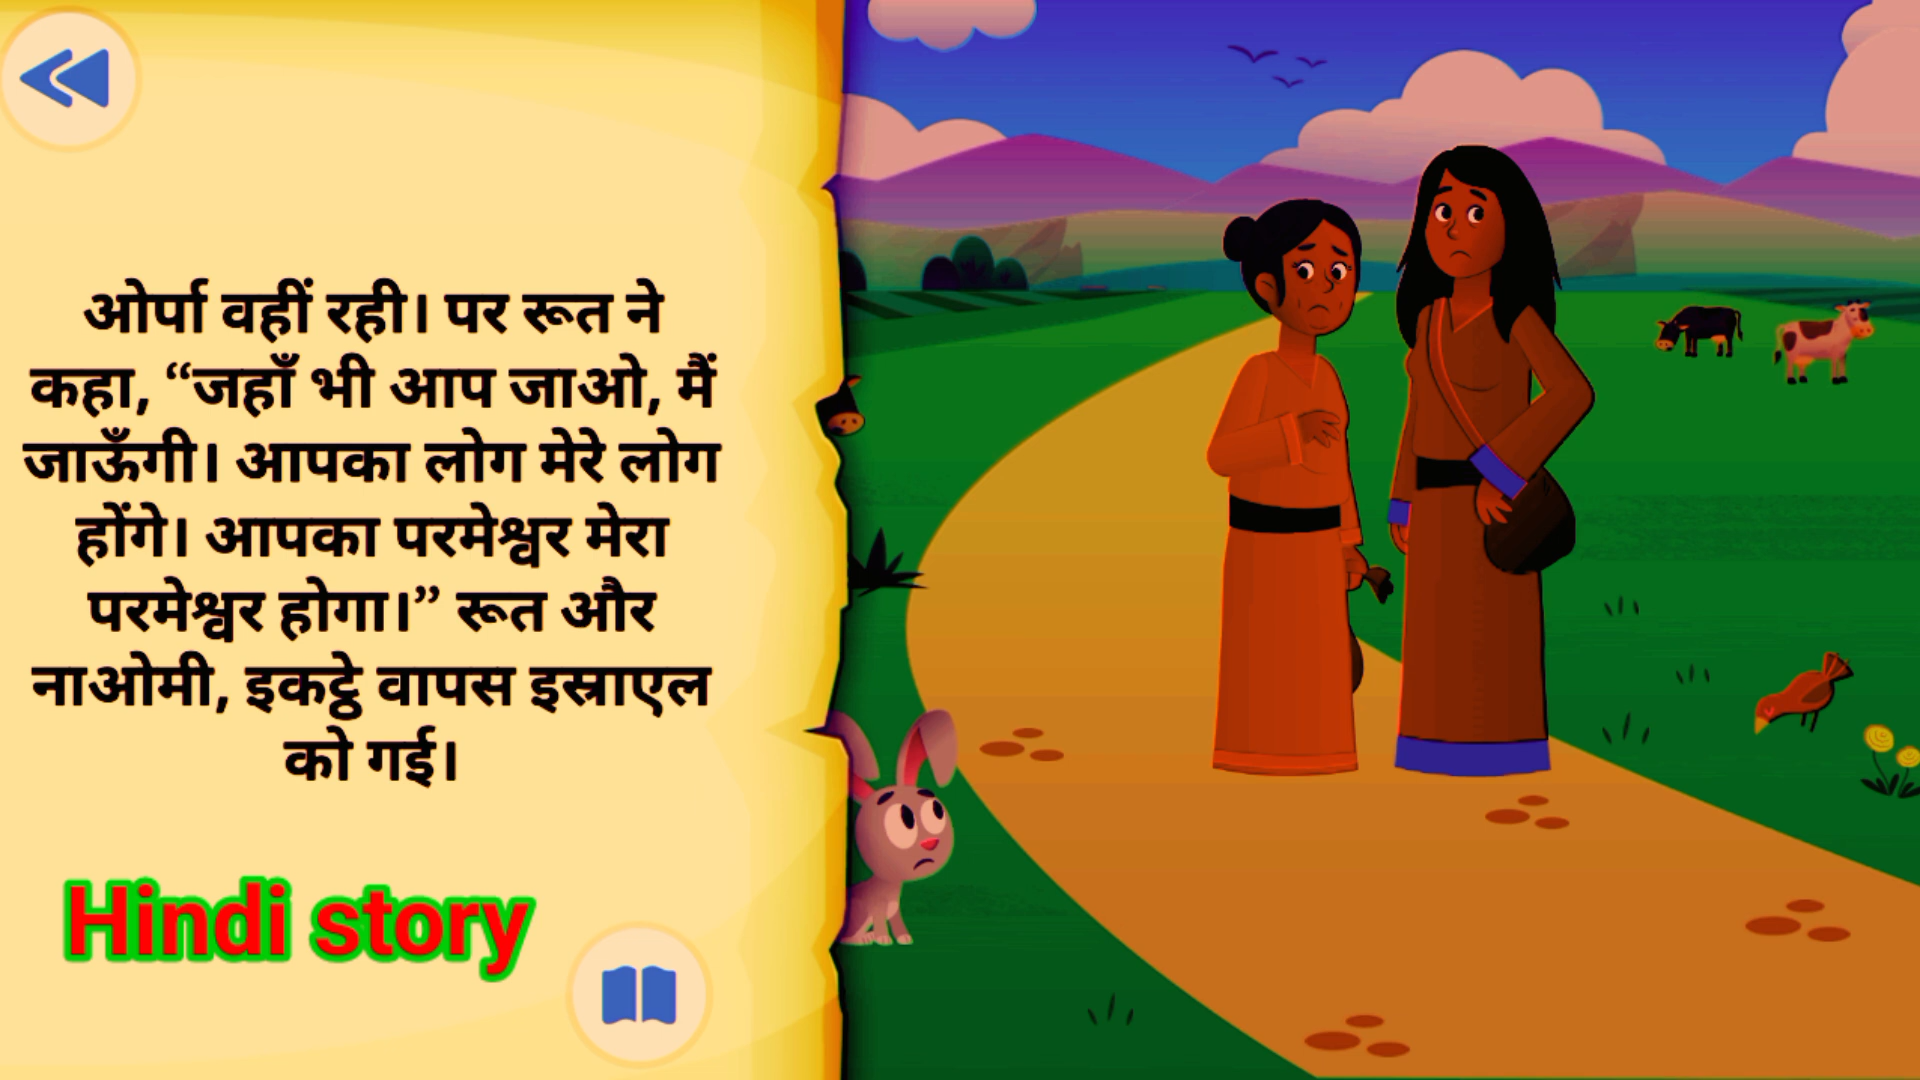 ओर्पा वहीं रही। पर रूत ने
कहा, “जहाँ भी आप जाओ, मैं
जाऊँगी। आपका लोग मेरे लोग
होंगे। आपका परमेश्वर मेरा
परमेश्वर होगा।” रूत और
नाओमी, इकट्ठे वापस इस्राएल
को गई।
Hindi story